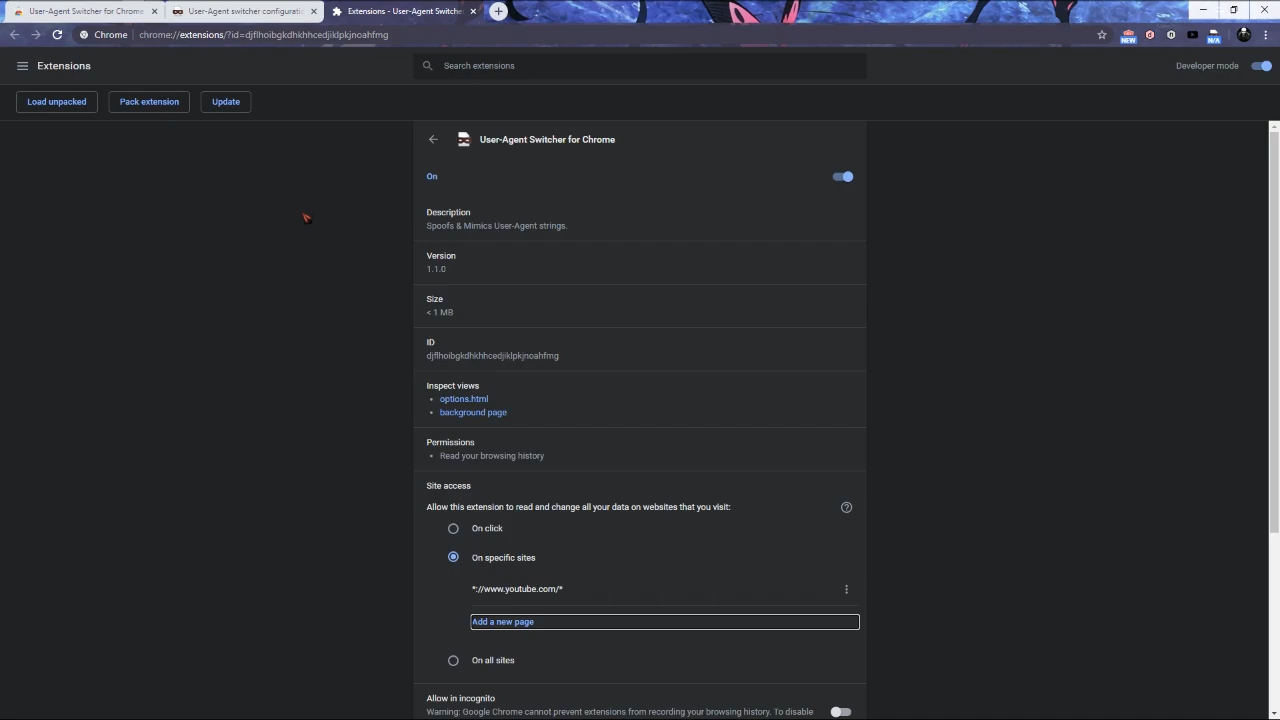 User-Agent Switcher for Chrome
User-Agent switcher configuratio
Extensions - User-Agent Switche
Chrome
chrome://extensions/?id=djflhoibgkdhkhhcedjiklpkjnoahfmg
NEW
N/A
Extensions
Search extensions
Developer mode
Load unpacked
Pack extension
Update
User-Agent Switcher for Chrome
On
Description
Spoofs & Mimics User-Agent strings.
Version
1.1.0
Size
< 1 MB
ID
djflhoibgkdhkhhcedjiklpkjnoahfmg
Inspect views
• options.html
• background page
Permissions
• Read your browsing history
Site access
Allow this extension to read and change all your data on websites that you visit:
On click
On specific sites
*://www.youtube.com/*
Add a new page
On all sites
Allow in incognito
Warning: Google Chrome cannot prevent extensions from recording your browsing history. To disable